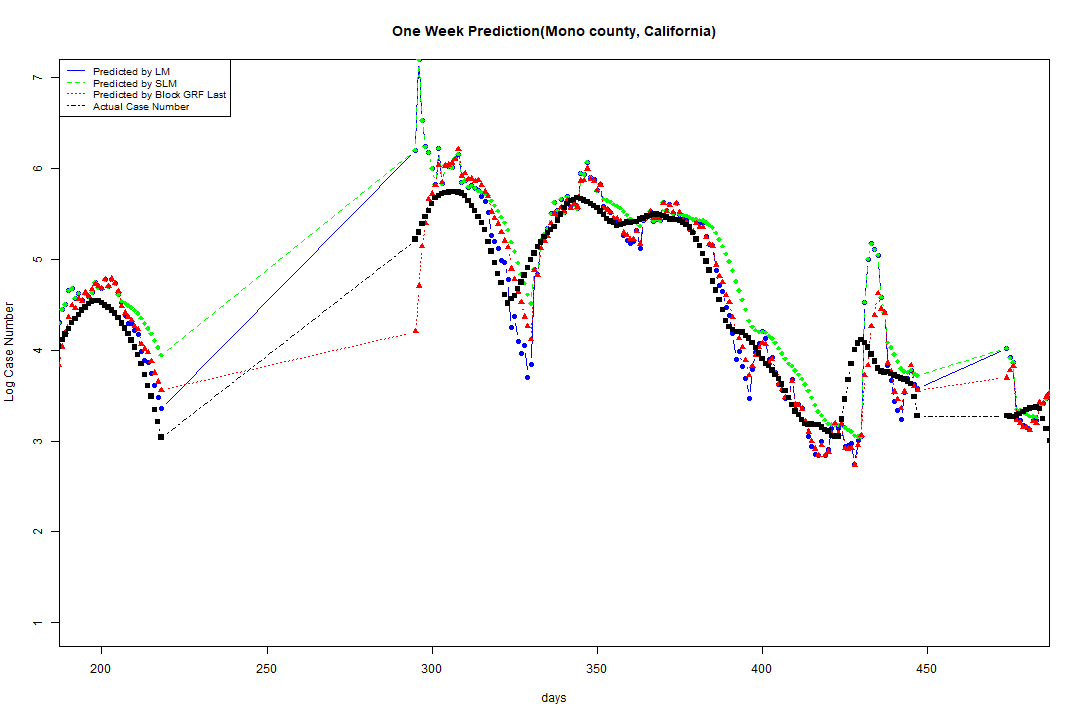 One Week Prediction(Mono county, California)
Predicted by LM
Predicted by SLM
Predicted by Block GRF Last
Actual Case Number
Log Case Number
7
6
5
4
3
2
1
200
250
300
350
400
450
days